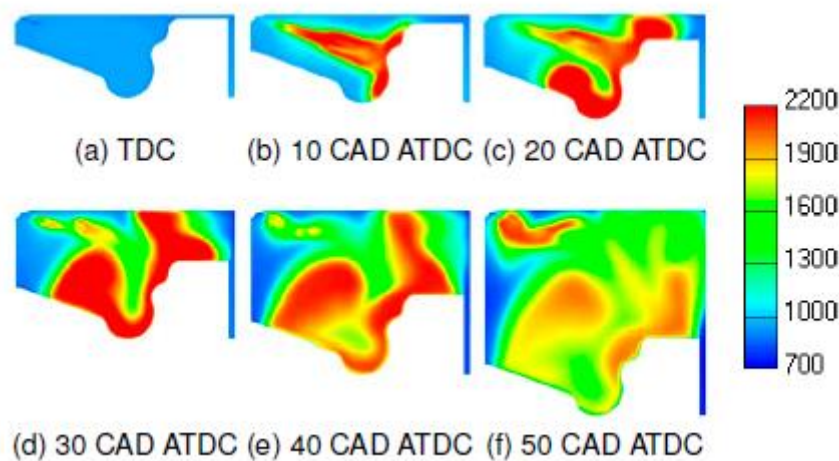 (a) TDC
(b) 10 CAD ATDC
(c) 20 CAD ATDC
(d) 30 CAD ATDC
(e) 40 CAD ATDC
(f) 50 CAD ATDC
2200
1900
1600
1300
1000
700